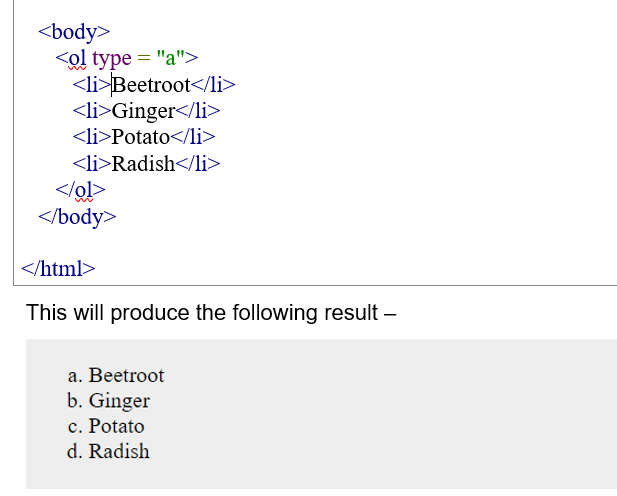 <body>
<ol type = "a">
<li>Beetroot</li>
<li>Ginger</li>
<li>Potato</li>
<li>Radish</li>
</ol>
</body>
</html>
This will produce the following result –
a. Beetroot
b. Ginger
c. Potato
d. Radish